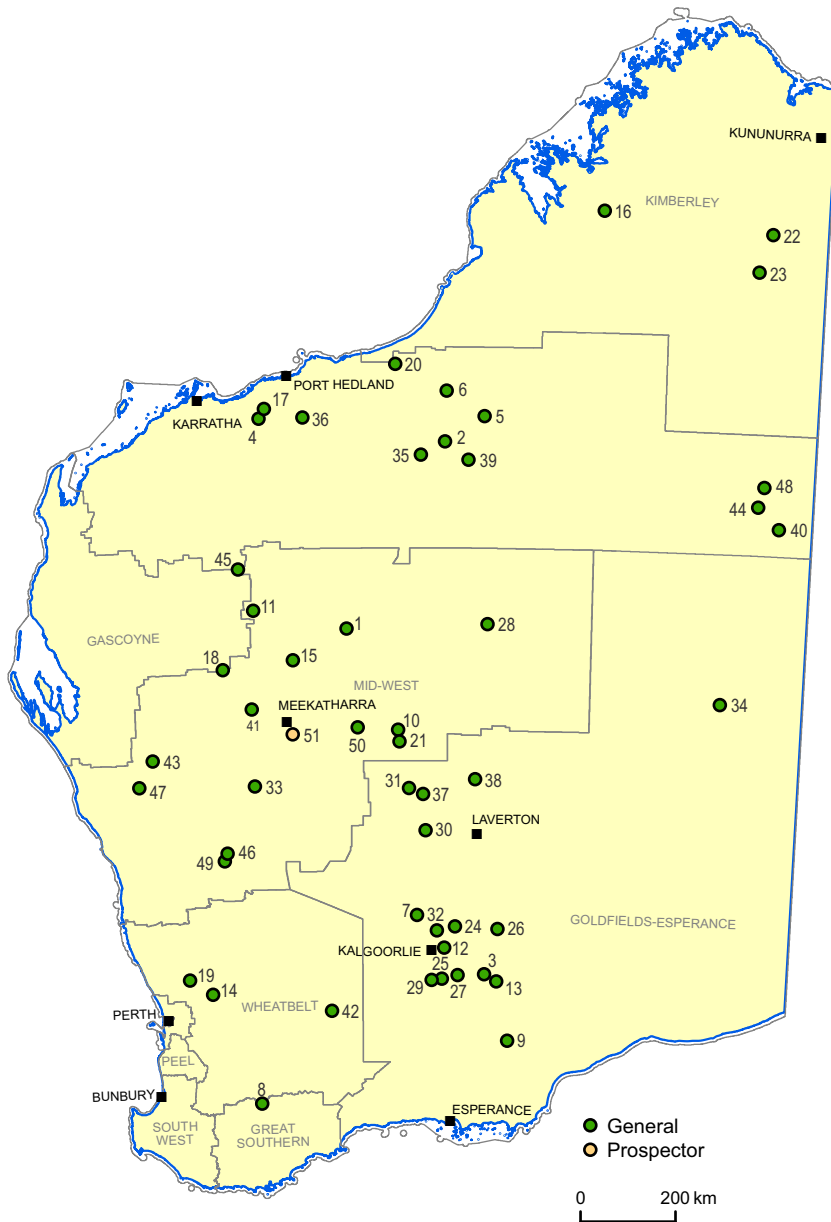 KUNUNURRA
16
KIMBERLEY
22
23
20
PORT HEDLAND
6
17
KARRATHA
4
36
5
2
35
39
48
44
40
45
11
1
28
GASCOYNE
15
18
MID-WEST
34
MEEKATHARRA
41
51
50
10
21
43
47
33
31
37
38
30
LAVERTON
46
49
7
32
24
26
GOLDFIELDS-ESPERANCE
KALGOORLIE
12
25
3
29
27
13
19
14
WHEATBELT
42
PERTH
9
PEEL
BUNBURY
8
ESPERANCE
SOUTH
WEST
GREAT
SOUTHERN
General
Prospector
0 200 km